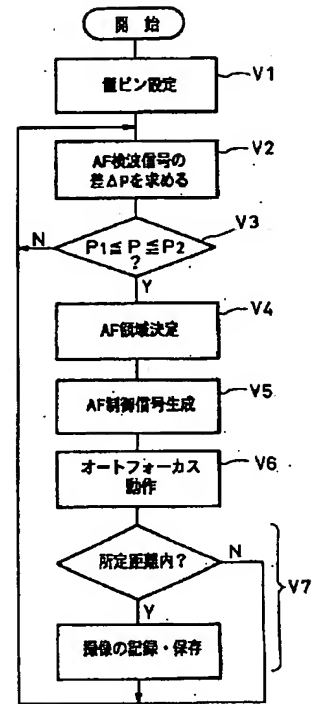 開 始
置ピン設定
V1
AF検波信号の
差ΔPを求める
V2
P1≦P≦P2
?
V3
N
Y
AF領域決定
V4
AF制御信号生成
V5
オートフォーカス
動作
V6
所定距離内?
N
Y
V7
撮像の記録・保存